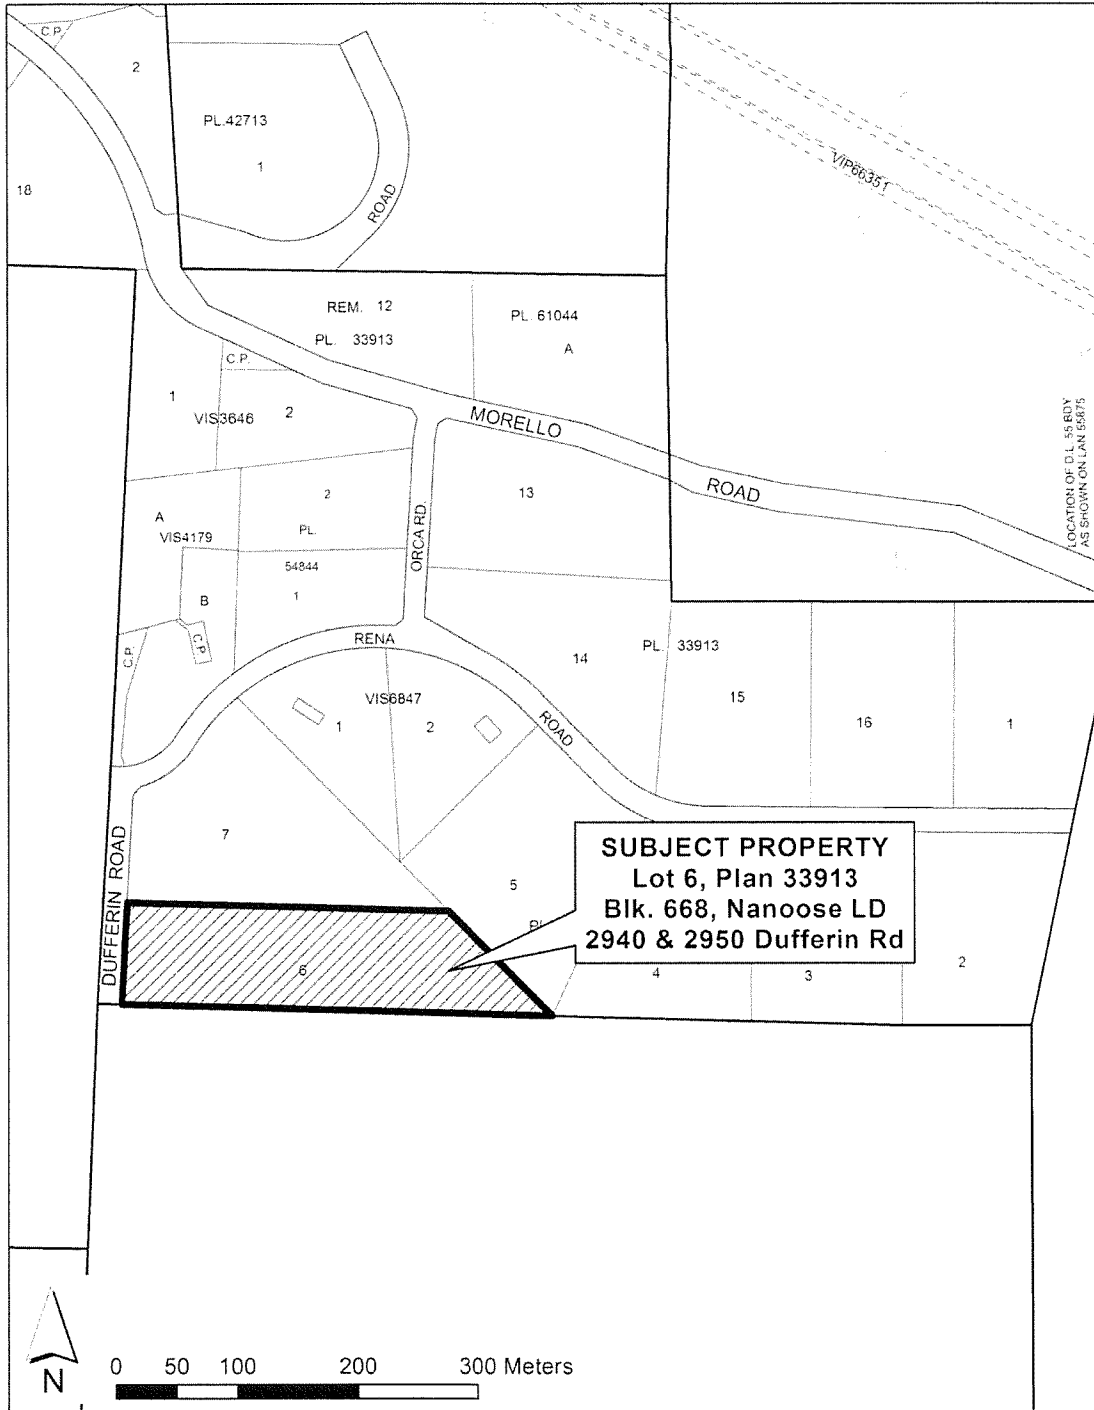 C.P.
2
PL.42713
1
18
ROAD
VIP66351
REM. 12
PL. 33913
PL. 61044
A
C.P.
1
VIS3646
2
MORELLO
ROAD
LOCATION OF D.L. 55 BDY
AS SHOWN ON LAN 55675
2
PL.
54844
1
ORCA RD.
13
A
VIS4179
B
C.P.
C.P.
RENA
ROAD
14
PL. 33913
15
16
1
VIS6847
1
2
7
DUFFERIN ROAD
5
SUBJECT PROPERTY
Lot 6, Plan 33913
Blk. 668, Nanoose LD
2940 & 2950 Dufferin Rd
6
4
3
2
N
0 50 100 200 300 Meters